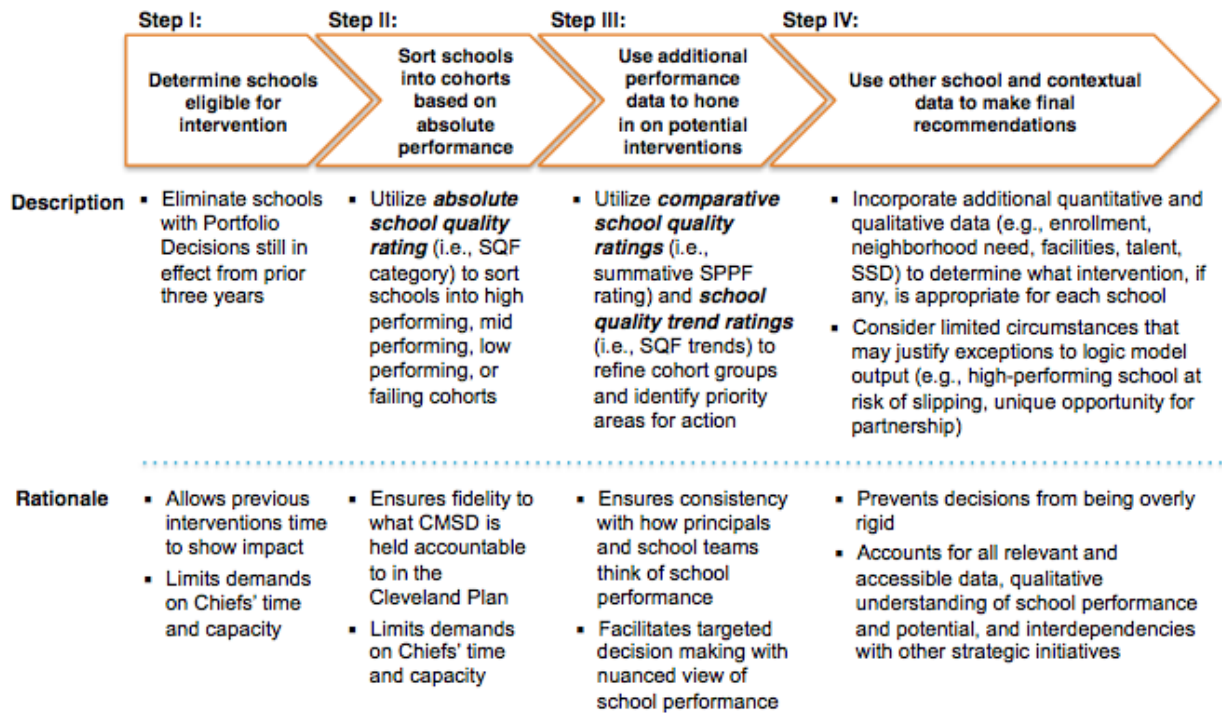 Step I:
Step II:
Step III:
Step IV:
Determine schools
eligible for
intervention
Sort schools
into cohorts
based on
absolute
performance
Use additional
performance
data to hone
in on potential
interventions
Use other school and contextual
data to make final
recommendations
Description
▪ Eliminate schools
with Portfolio
Decisions still in
effect from prior
three years
▪ Utilize absolute
school quality
rating (i.e., SQF
category) to sort
schools into high
performing, mid
performing, low
performing, or
failing cohorts
▪ Utilize comparative
school quality
ratings (i.e.,
summative SPPF
rating) and school
quality trend ratings
(i.e., SQF trends) to
refine cohort groups
and identify priority
areas for action
▪ Incorporate additional quantitative and
qualitative data (e.g., enrollment,
neighborhood need, facilities, talent,
SSD) to determine what intervention, if
any, is appropriate for each school
▪ Consider limited circumstances that
may justify exceptions to logic model
output (e.g., high-performing school at
risk of slipping, unique opportunity for
partnership)
Rationale
▪ Allows previous
interventions time
to show impact
▪ Limits demands
on Chiefs' time
and capacity
▪ Ensures fidelity to
what CMSD is
held accountable
to in the
Cleveland Plan
▪ Limits demands
on Chiefs' time
and capacity
▪ Ensures consistency
with how principals
and school teams
think of school
performance
▪ Facilitates targeted
decision making with
nuanced view of
school performance
▪ Prevents decisions from being overly
rigid
▪ Accounts for all relevant and
accessible data, qualitative
understanding of school performance
and potential, and interdependencies
with other strategic initiatives